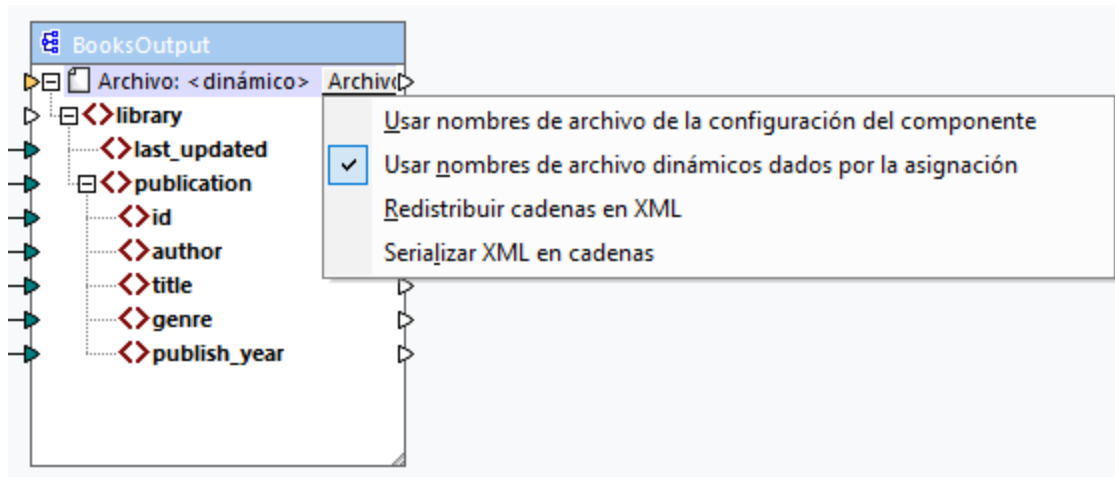 BooksOutput
Archivo: <dinámico> Archivo
library
Usar nombres de archivo de la configuración del componente
last_updated
Usar nombres de archivo dinámicos dados por la asignación
publication
Redistribuir cadenas en XML
id
author
Serializar XML en cadenas
title
genre
publish_year